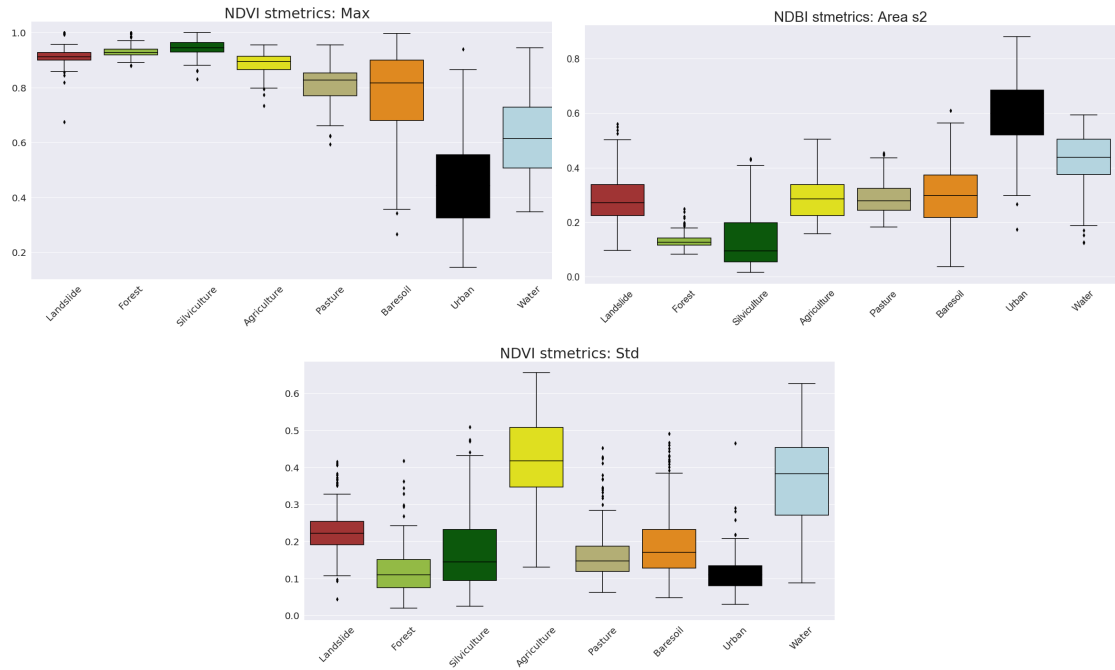 NDVI stmetrics: Max
1.0
0.8
0.6
0.4
0.2
Landslide
Forest
Silviculture
Agriculture
Pasture
Baresoil
Urban
Water
NDBI stmetrics: Area s2
0.8
0.6
0.4
0.2
0.0
Landslide
Forest
Silviculture
Agriculture
Pasture
Baresoil
Urban
Water
NDVI stmetrics: Std
0.6
0.5
0.4
0.3
0.2
0.1
0.0
Landslide
Forest
Silviculture
Agriculture
Pasture
Baresoil
Urban
Water